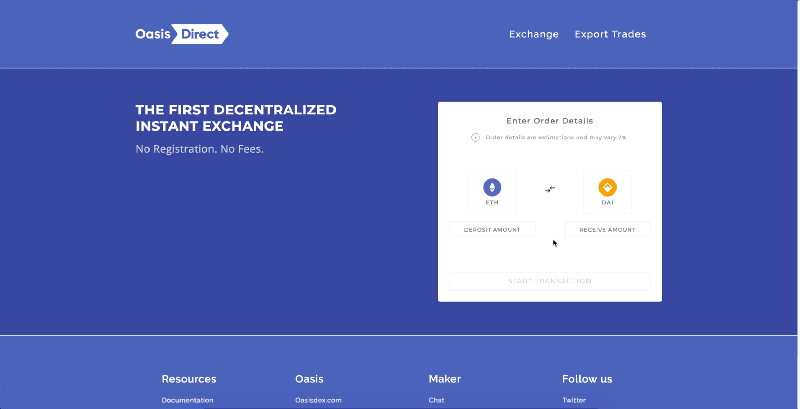 Oasis Direct
Exchange Export Trades
THE FIRST DECENTRALIZED
INSTANT EXCHANGE
No Registration. No Fees.
Enter Order Details
Order details are estimations and may vary 2%
ETH
DAI
DEPOSIT AMOUNT
RECEIVE AMOUNT
START TRANSACTION
Resources
Documentation
Oasis
Oasisdex.com
Maker
Chat
Follow us
Twitter